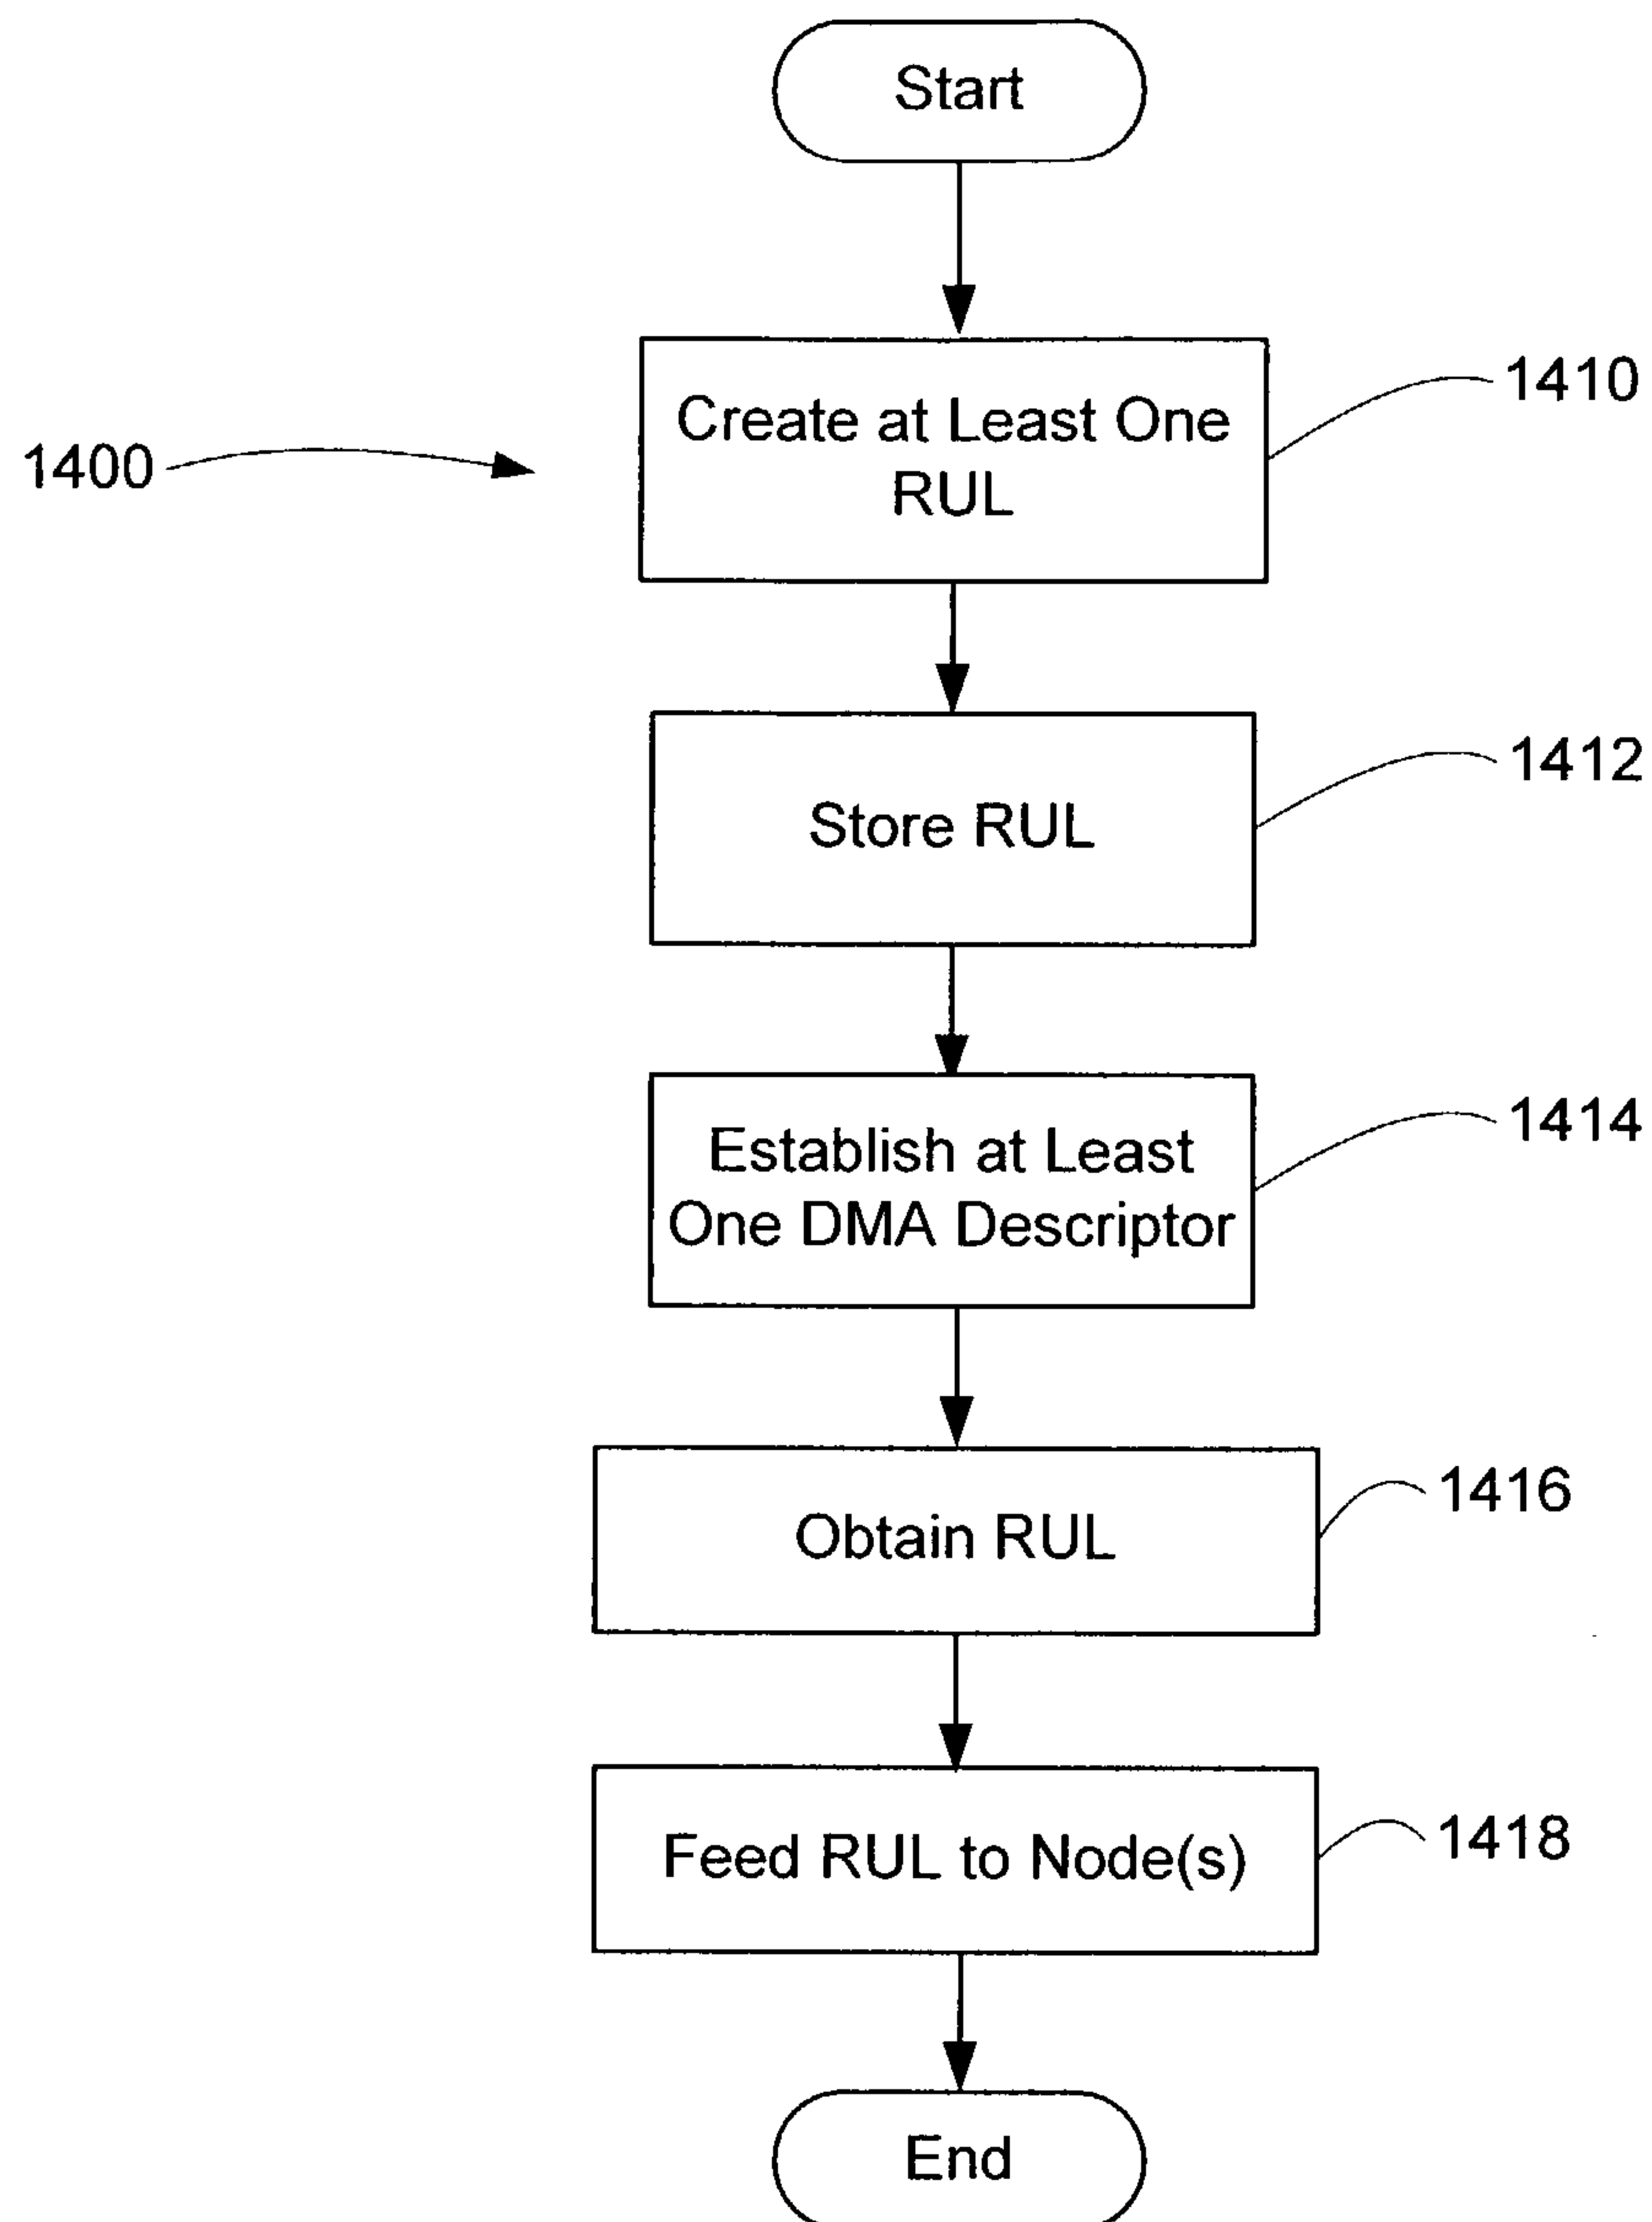 Start
1400
Create at Least One
RUL
1410
Store RUL
1412
Establish at Least
One DMA Descriptor
1414
Obtain RUL
1416
Feed RUL to Node(s)
1418
End